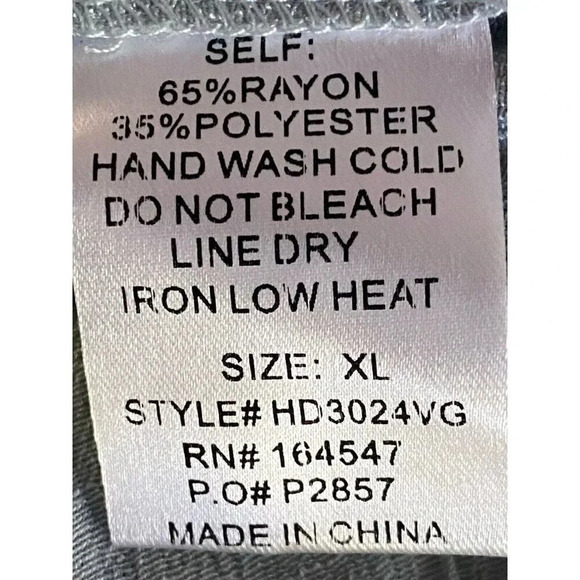 SELF:
65%RAYON
35%POLYESTER
HAND WASH COLD
DO NOT BLEACH
LINE DRY
IRON LOW HEAT
SIZE: XL
STYLE# HD3024VG
RN# 164547
P.O# P2857
MADE IN CHINA